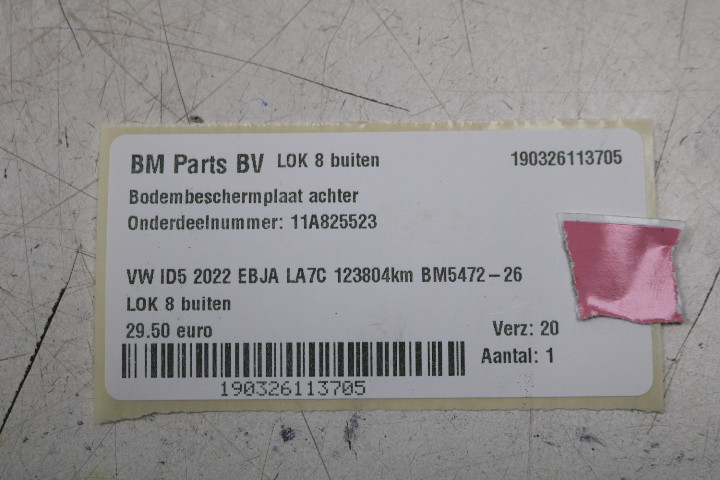 BM Parts BV LOK 8 buiten 190326113705
Bodembeschermplaat achter
Onderdeelnummer: 11A825523
VW ID5 2022 EBJA LA7C 123804km BM5472-26
LOK 8 buiten
29.50 euro Verz: 20
Aantal: 1
190326113705